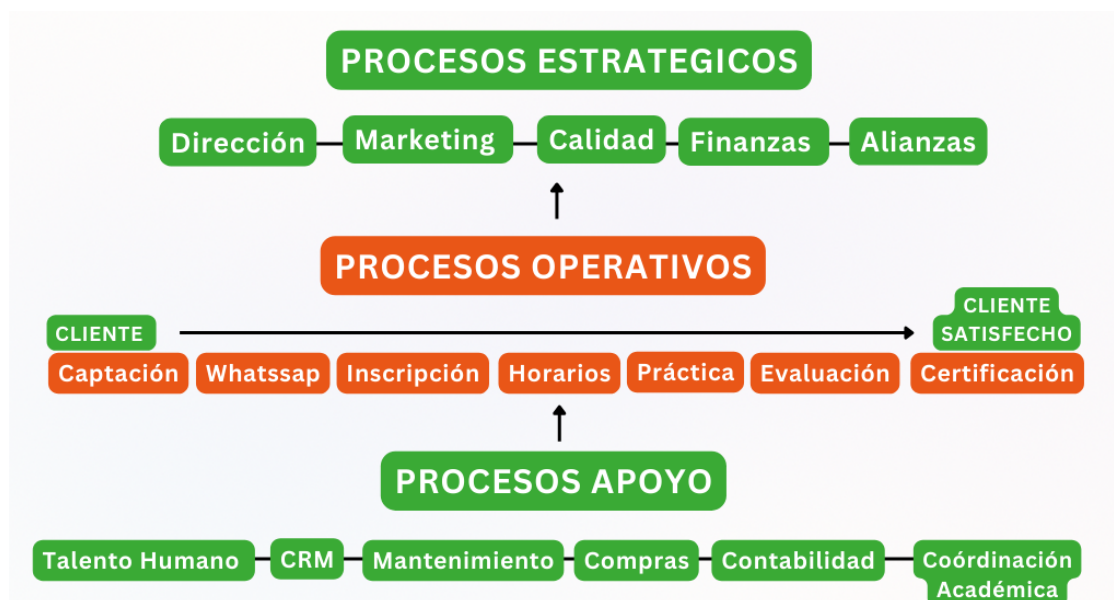 PROCESOS ESTRATEGICOS
Dirección Marketing Calidad Finanzas Alianzas
PROCESOS OPERATIVOS
CLIENTE
CLIENTE
SATISFECHO
Captación Whatssap Inscripción Horarios Práctica Evaluación Certificación
PROCESOS APOYO
Talento Humano CRM Mantenimiento Compras Contabilidad Coórdinación
Académica